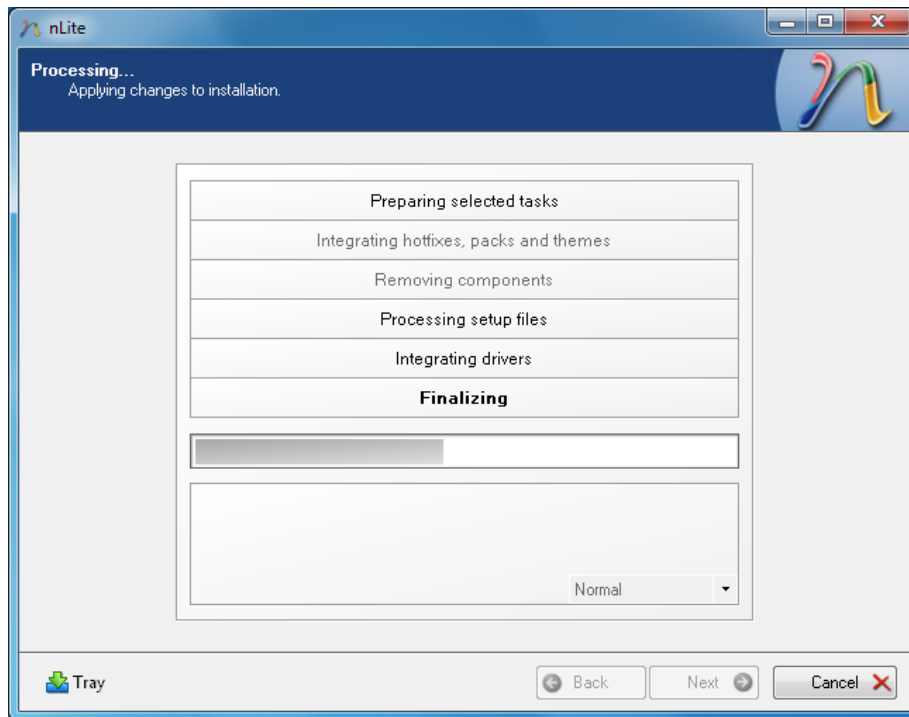 nLite
Processing...
Applying changes to installation.
Preparing selected tasks
Integrating hotfixes, packs and themes
Removing components
Processing setup files
Integrating drivers
Finalizing
Normal
Tray
Back
Next
Cancel